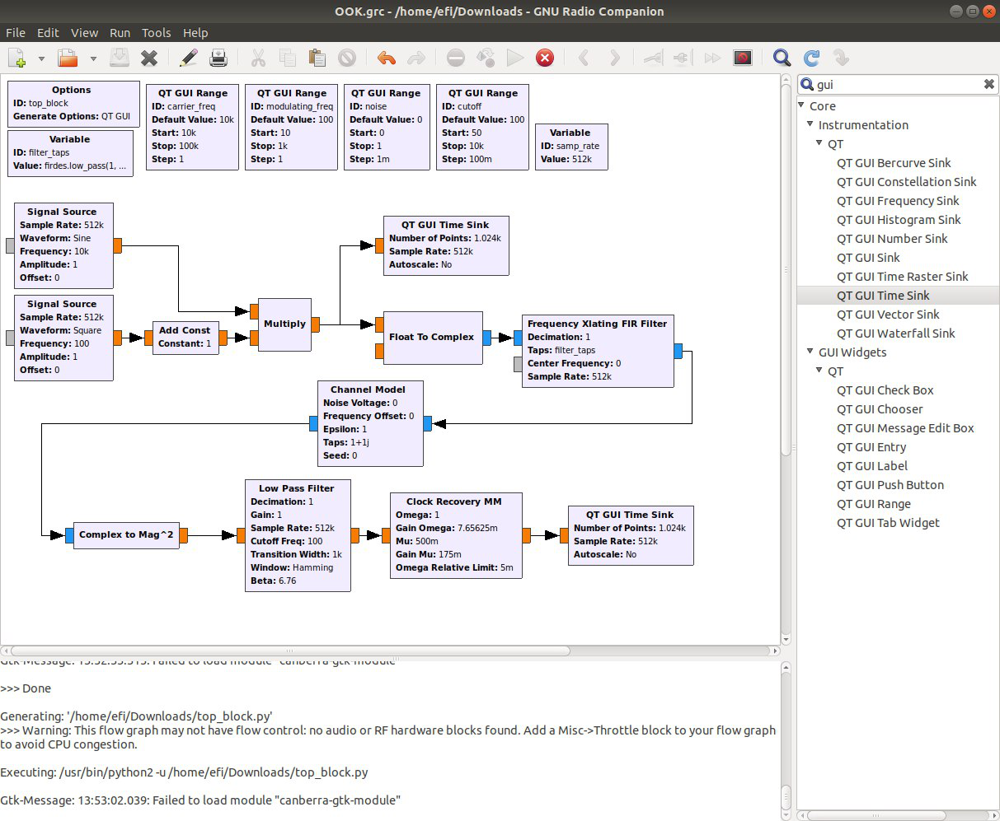 OOK.grc - /home/efi/Downloads - GNU Radio Companion
File Edit View Run Tools Help
Options
ID: top_block
Generate Options: QT GUI
Variable
ID: filter_taps
Value: firdes.low_pass(1, ...
QT GUI Range
ID: carrier_freq
Default Value: 10k
Start: 10k
Stop: 100k
Step: 1
QT GUI Range
ID: modulating_freq
Default Value: 100
Start: 10
Stop: 1k
Step: 1
QT GUI Range
ID: noise
Default Value: 0
Start: 0
Stop: 1
Step: 1m
QT GUI Range
ID: cutoff
Default Value: 100
Start: 50
Stop: 10k
Step: 100m
Variable
ID: samp_rate
Value: 512k
Signal Source
Sample Rate: 512k
Waveform: Sine
Frequency: 10k
Amplitude: 1
Offset: 0
Signal Source
Sample Rate: 512k
Waveform: Square
Frequency: 100
Amplitude: 1
Offset: 0
Add Const
Constant: 1
Multiply
QT GUI Time Sink
Number of Points: 1.024k
Sample Rate: 512k
Autoscale: No
Float To Complex
Frequency Xlating FIR Filter
Decimation: 1
Taps: filter_taps
Center Frequency: 0
Sample Rate: 512k
Channel Model
Noise Voltage: 0
Frequency Offset: 0
Epsilon: 1
Taps: 1+1j
Seed: 0
Complex to Mag^2
Low Pass Filter
Decimation: 1
Gain: 1
Sample Rate: 512k
Cutoff Freq: 100
Transition Width: 1k
Window: Hamming
Beta: 6.76
Clock Recovery MM
Omega: 1
Gain Omega: 7.65625m
Mu: 500m
Gain Mu: 175m
Omega Relative Limit: 5m
QT GUI Time Sink
Number of Points: 1.024k
Sample Rate: 512k
Autoscale: No
gui
Core
Instrumentation
QT
QT GUI Bercurve Sink
QT GUI Constellation Sink
QT GUI Frequency Sink
QT GUI Histogram Sink
QT GUI Number Sink
QT GUI Sink
QT GUI Time Raster Sink
QT GUI Time Sink
QT GUI Vector Sink
QT GUI Waterfall Sink
GUI Widgets
QT
QT GUI Check Box
QT GUI Chooser
QT GUI Message Edit Box
QT GUI Entry
QT GUI Label
QT GUI Push Button
QT GUI Range
QT GUI Tab Widget
Gtk-Message: 13:52:53.515: Failed to load module "canberra-gtk-module"
>>> Done
Generating: '/home/efi/Downloads/top_block.py'
>>> Warning: This flow graph may not have flow control: no audio or RF hardware blocks found. Add a Misc->Throttle block to your flow graph
to avoid CPU congestion.
Executing: /usr/bin/python2 -u /home/efi/Downloads/top_block.py
Gtk-Message: 13:53:02.039: Failed to load module "canberra-gtk-module"